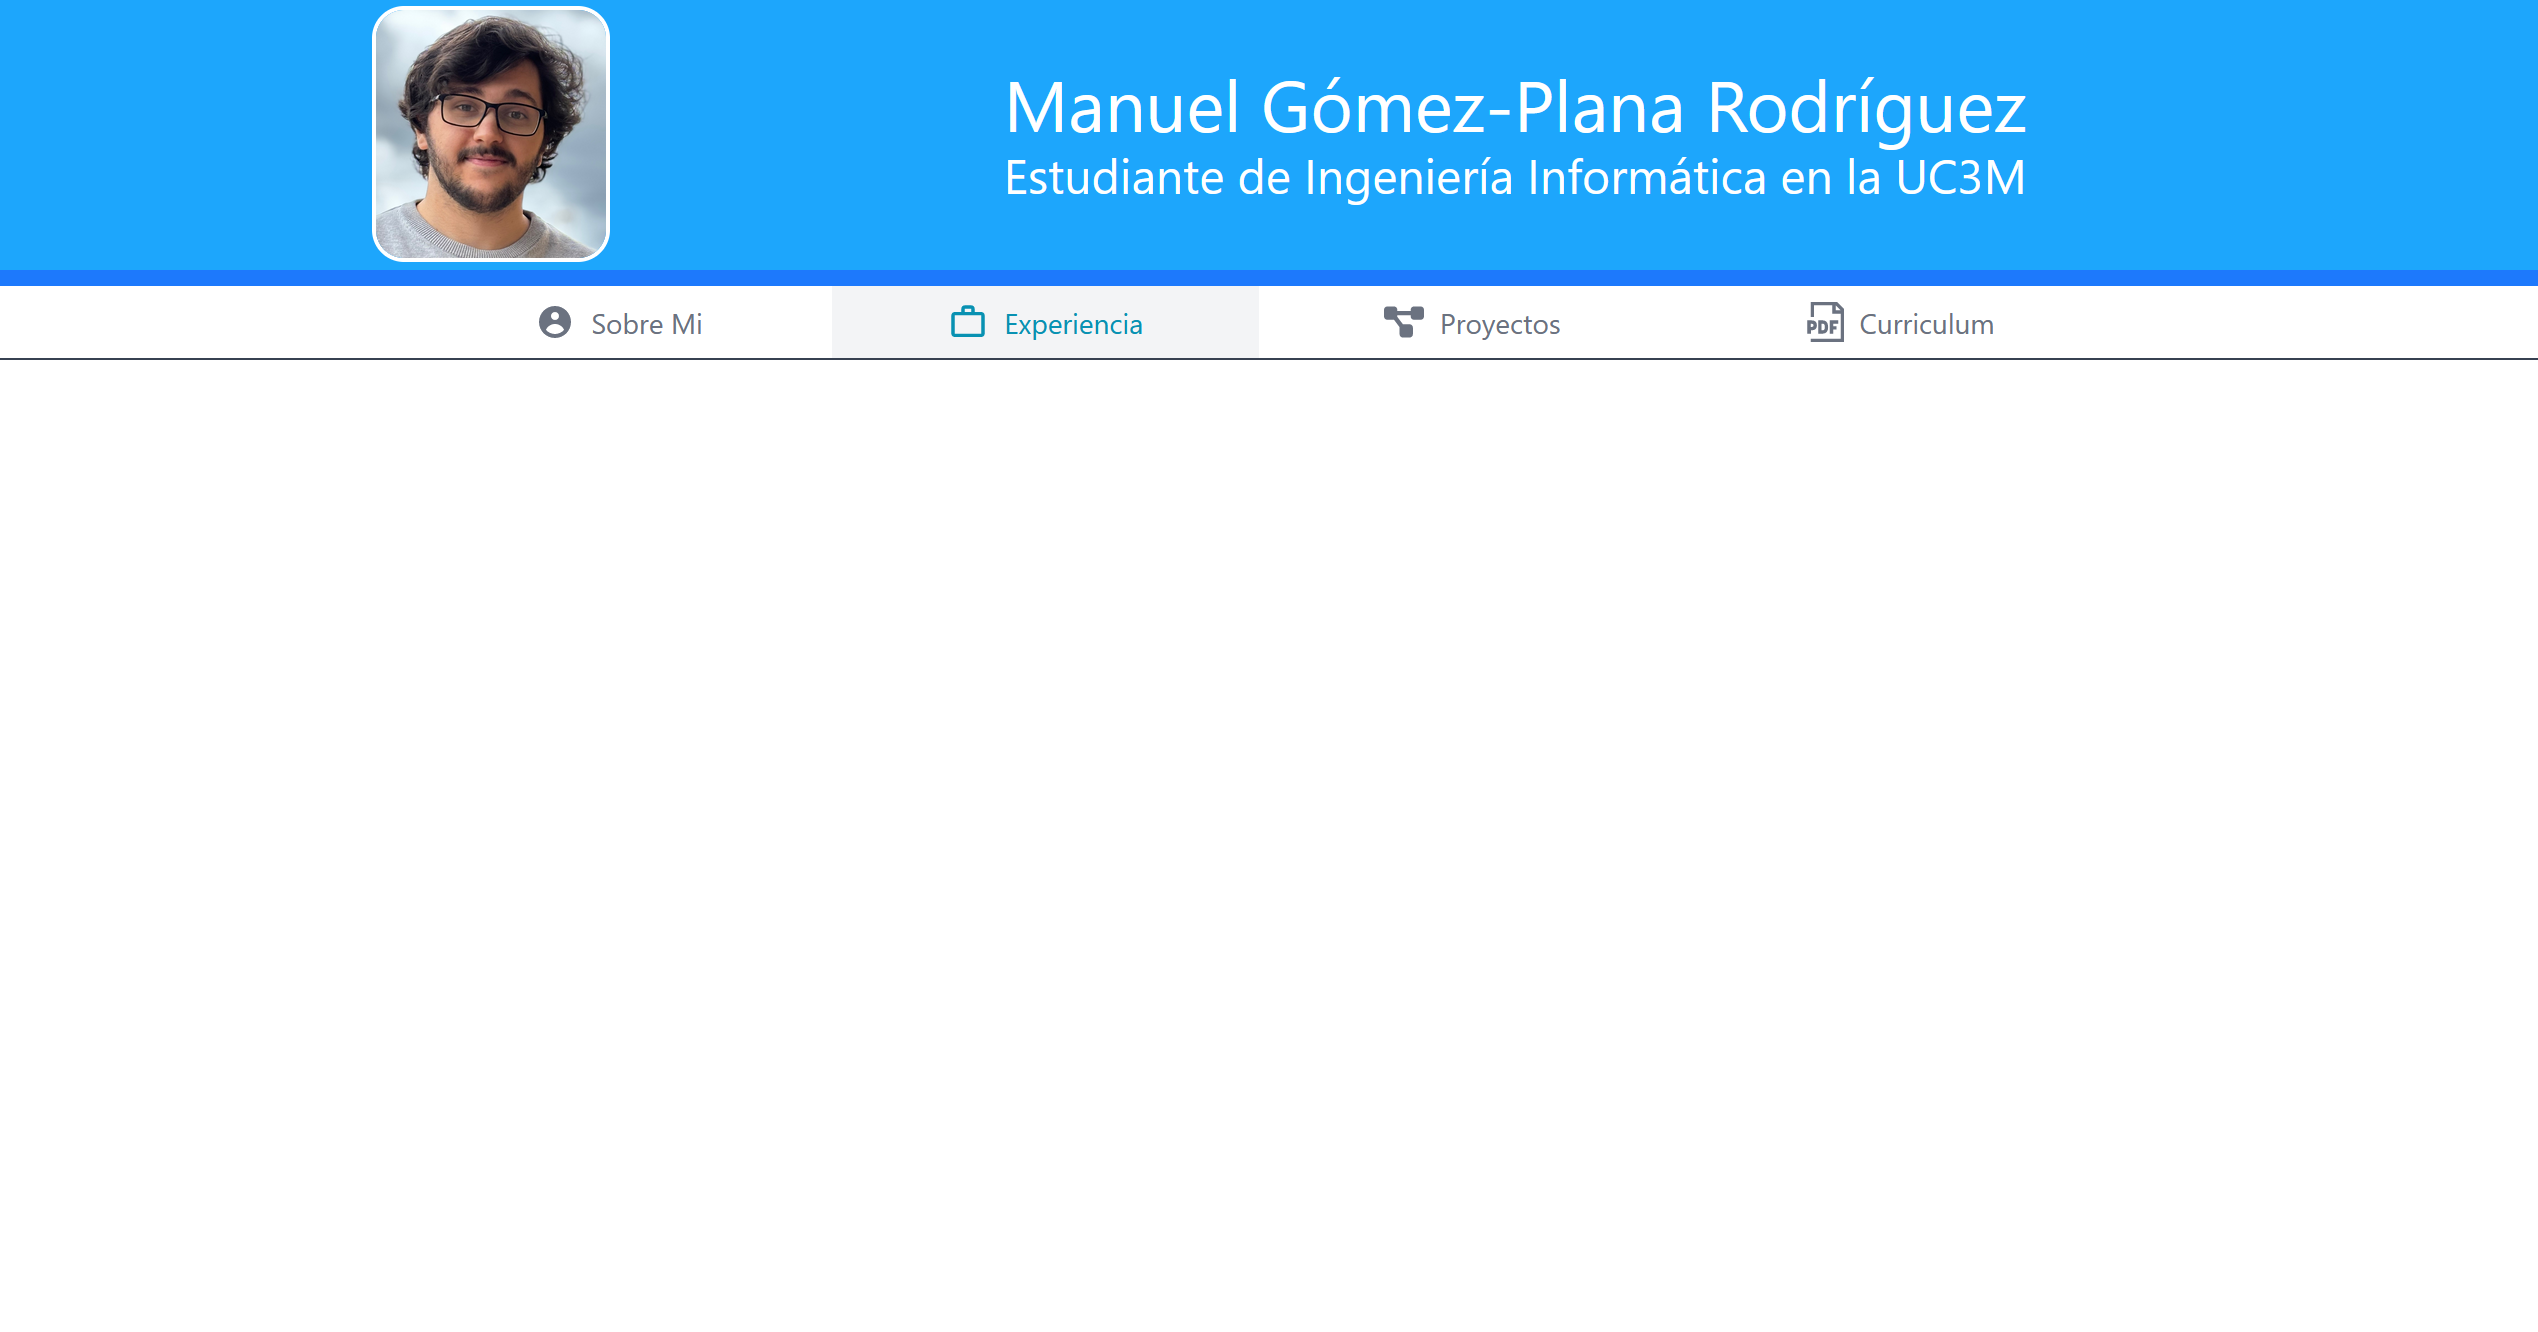 Manuel Gómez-Plana Rodríguez
Estudiante de Ingeniería Informática en la UC3M
Sobre Mi
Experiencia
Proyectos
PDF
Curriculum